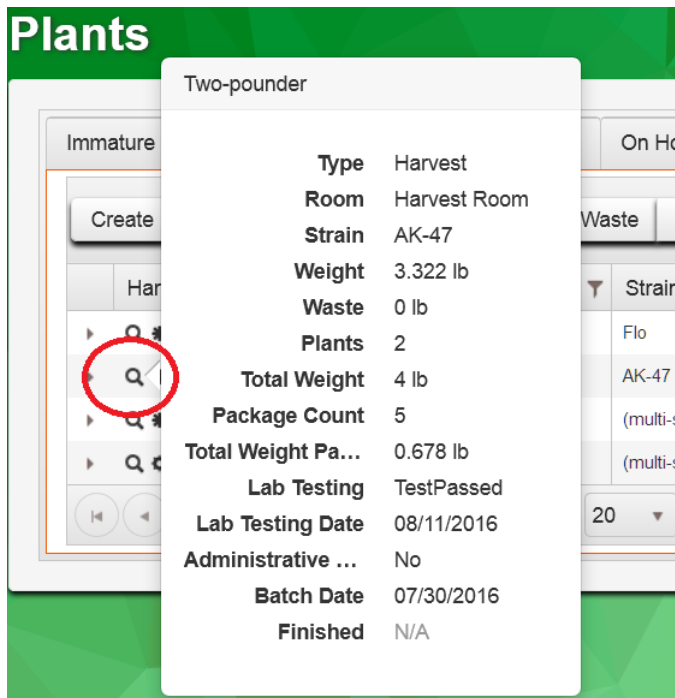 Plants
Two-pounder
Immature
On Ho
Type Harvest
Room Harvest Room
Create
Waste
Strain AK-47
Weight 3.322 lb
Har
Strain
Waste 0 lb
Flo
Plants 2
AK-47
Total Weight 4 lb
Package Count 5
(multi-s
Total Weight Pa... 0.678 lb
(multi-s
Lab Testing TestPassed
20
Lab Testing Date 08/11/2016
Administrative ... No
Batch Date 07/30/2016
Finished N/A